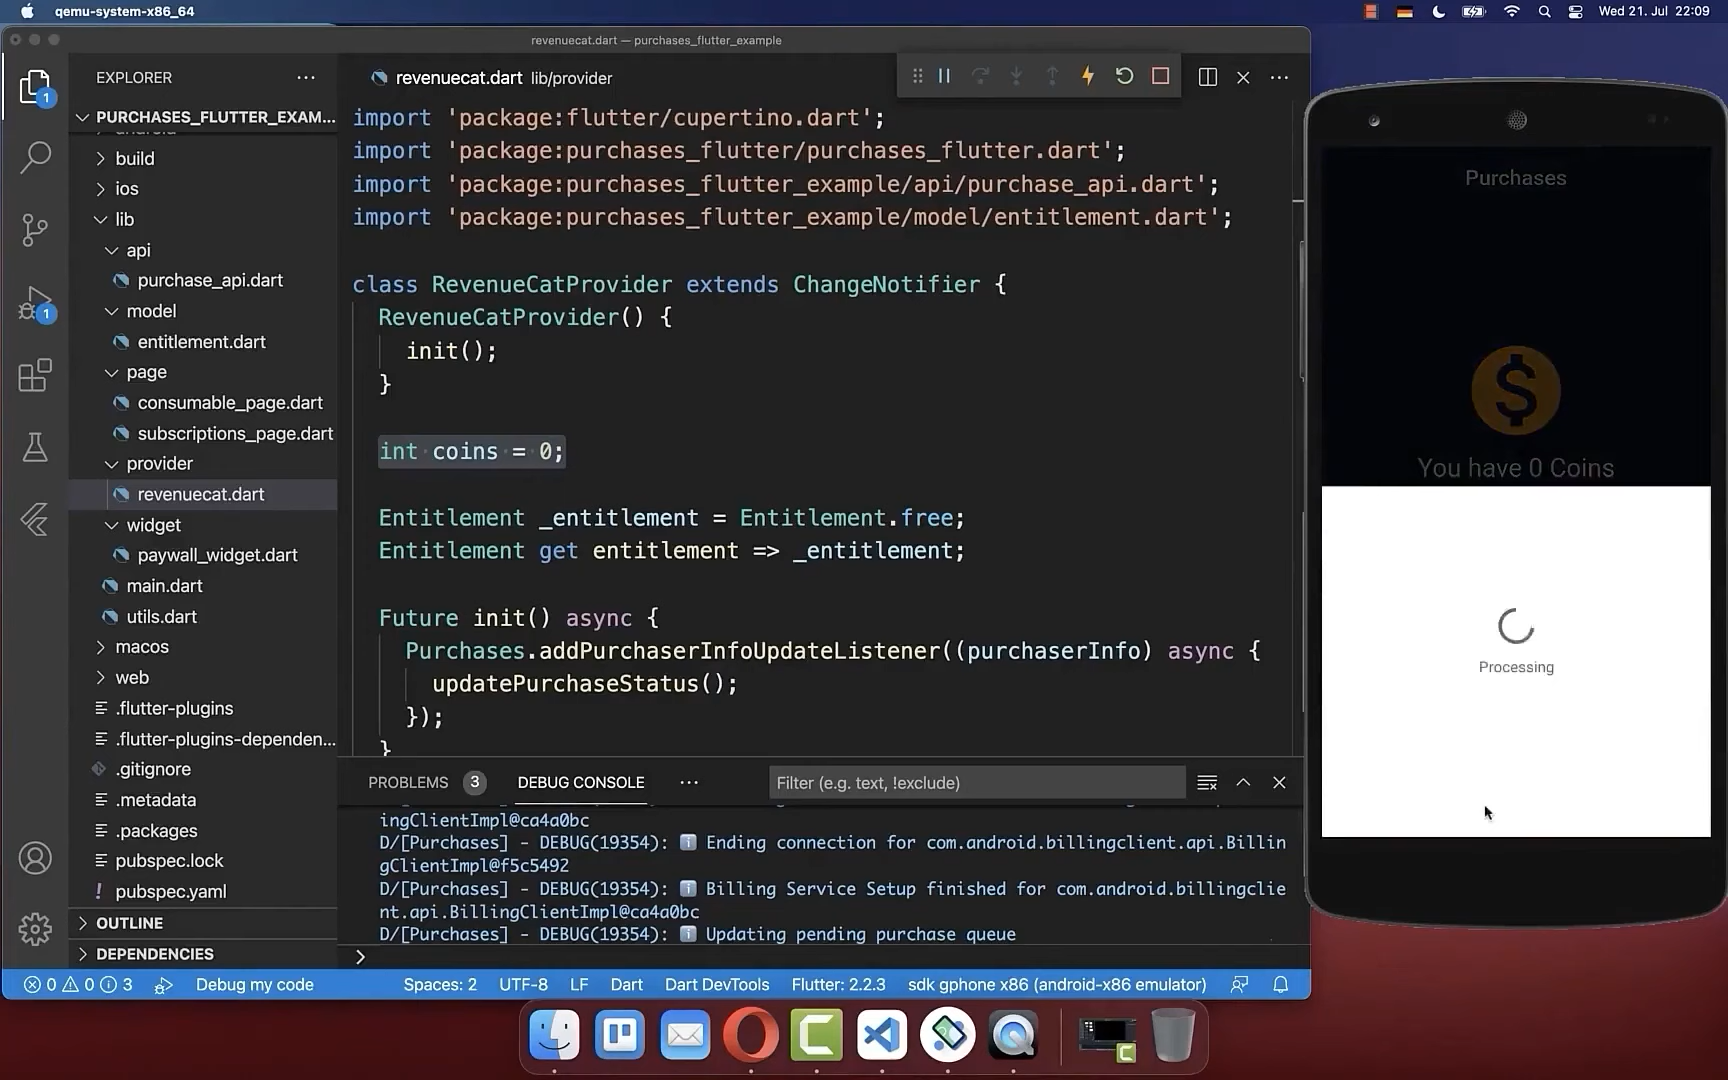 qemu-system-x86_64
Wed 21. Jul 22:09
revenuecat.dart — purchases_flutter_example
EXPLORER
PURCHASES_FLUTTER_EXAM...
android
build
ios
lib
api
purchase_api.dart
model
entitlement.dart
page
consumable_page.dart
subscriptions_page.dart
provider
revenuecat.dart
widget
paywall_widget.dart
main.dart
utils.dart
macos
web
.flutter-plugins
.flutter-plugins-dependen...
.gitignore
.metadata
.packages
pubspec.lock
pubspec.yaml
OUTLINE
DEPENDENCIES
1
1
revenuecat.dart lib/provider
import 'package:flutter/cupertino.dart';
import 'package:purchases_flutter/purchases_flutter.dart';
import 'package:purchases_flutter_example/api/purchase_api.dart';
import 'package:purchases_flutter_example/model/entitlement.dart';
class RevenueCatProvider extends ChangeNotifier {
RevenueCatProvider() {
init();
}
int coins = 0;
Entitlement _entitlement = Entitlement.free;
Entitlement get entitlement => _entitlement;
Future init() async {
Purchases.addPurchaserInfoUpdateListener((purchaserInfo) async {
updatePurchaseStatus();
});
}
PROBLEMS 3 DEBUG CONSOLE
Filter (e.g. text, !exclude)
ingClientImpl@ca4a0bc
D/[Purchases] - DEBUG(19354): ℹ️ Ending connection for com.android.billingclient.api.Billin
gClientImpl@f5c5492
D/[Purchases] - DEBUG(19354): ℹ️ Billing Service Setup finished for com.android.billingclie
nt.api.BillingClientImpl@ca4a0bc
D/[Purchases] - DEBUG(19354): ℹ️ Updating pending purchase queue
0 0 3 Debug my code Spaces: 2 UTF-8 LF Dart Dart DevTools Flutter: 2.2.3 sdk gphone x86 (android-x86 emulator)
Purchases
$
You have 0 Coins
Processing